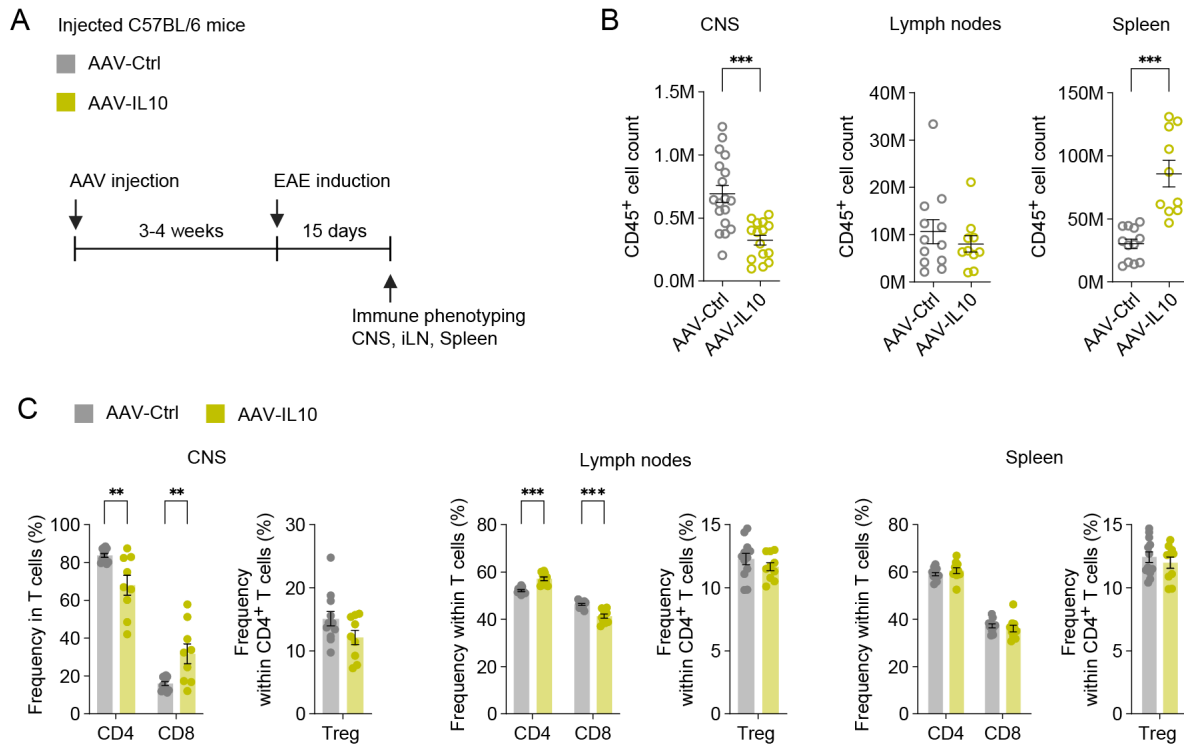 A
Injected C57BL/6 mice
AAV-Ctrl
AAV-IL10
AAV injection
EAE induction
3-4 weeks
15 days
Immune phenotyping
CNS, iLN, Spleen
B
CNS
Lymph nodes
Spleen
***
***
CD45+ cell count
1.5M
1.0M
0.5M
0.0M
AAV-Ctrl
AAV-IL10
CD45+ cell count
40M
30M
20M
10M
0M
AAV-Ctrl
AAV-IL10
CD45+ cell count
150M
100M
50M
0M
AAV-Ctrl
AAV-IL10
C
AAV-Ctrl
AAV-IL10
CNS
Lymph nodes
Spleen
Frequency in T cells (%)
100
80
60
40
20
0
**
**
CD4
CD8
Frequency
within CD4+ T cells (%)
30
20
10
0
Treg
Frequency within T cells (%)
80
60
40
20
0
***
***
CD4
CD8
Frequency
within CD4+ T cells (%)
15
10
5
0
Treg
Frequency within T cells (%)
80
60
40
20
0
CD4
CD8
Frequency
within CD4+ T cells (%)
15
10
5
0
Treg